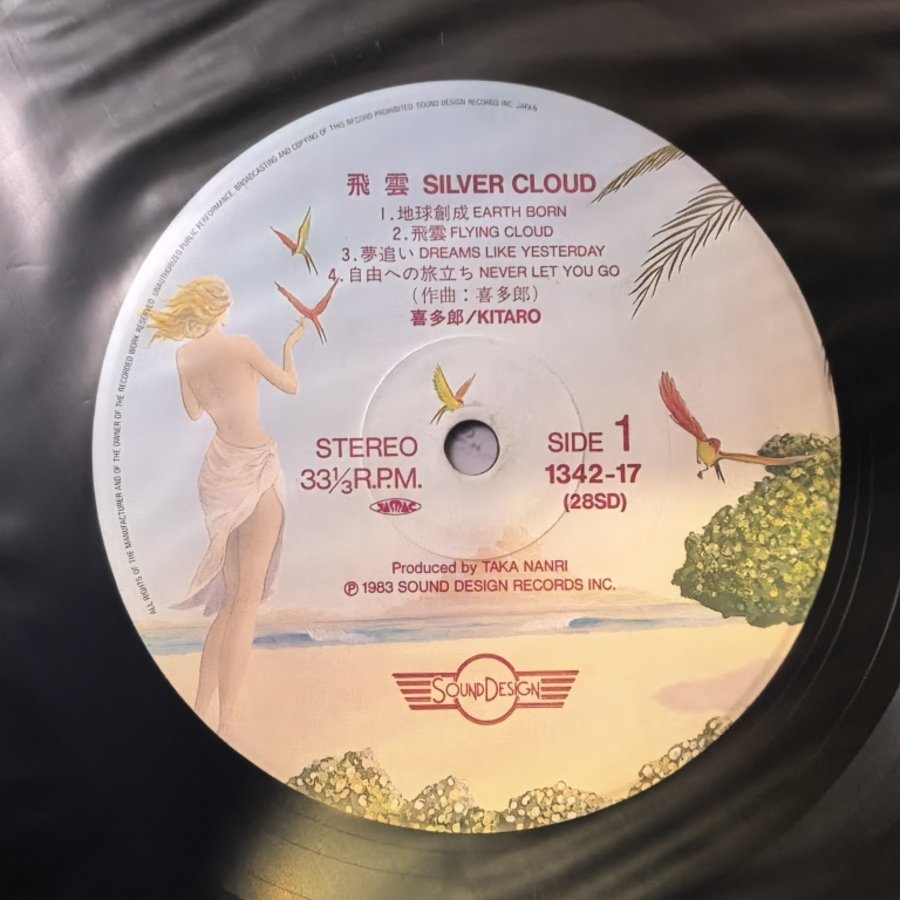 ALL RIGHTS OF THE MANUFACTURER AND OF THE OWNER OF THE RECORDED WORK RESERVED UNAUTHORIZED PUBLIC PERFORMANCE, BROADCASTING AND COPYING OF THIS RECORD PROHIBITED SOUND DESIGN RECORDS INC. JAPAN
飛雲 SILVER CLOUD
1.地球創成 EARTH BORN
2.飛雲 FLYING CLOUD
3.夢追い DREAMS LIKE YESTERDAY
4.自由への旅立ち NEVER LET YOU GO
(作曲:喜多郎)
喜多郎/KITARO
STEREO
33⅓R.P.M.
JASRAC
SIDE 1
1342-17
(28SD)
Produced by TAKA NANRI
Ⓟ 1983 SOUND DESIGN RECORDS INC.
SOUNDDESIGN